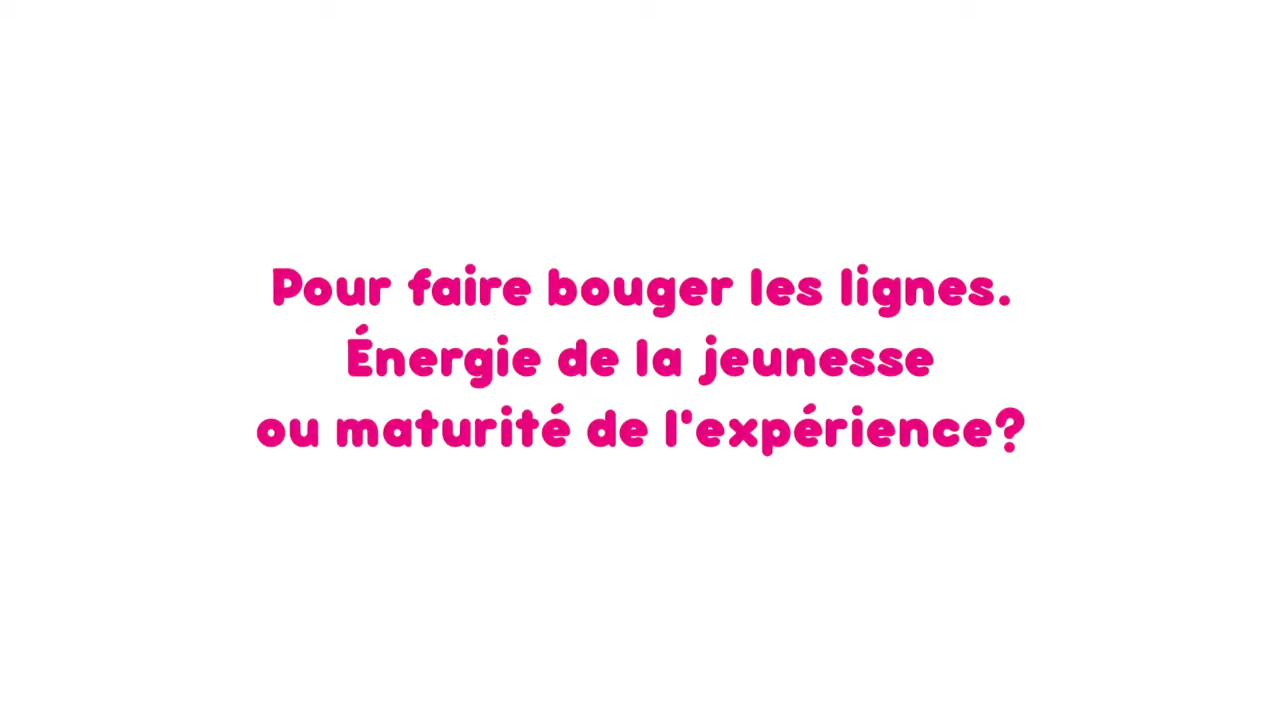 Pour faire bouger les lignes.
Énergie de la jeunesse
ou maturité de l'expérience?